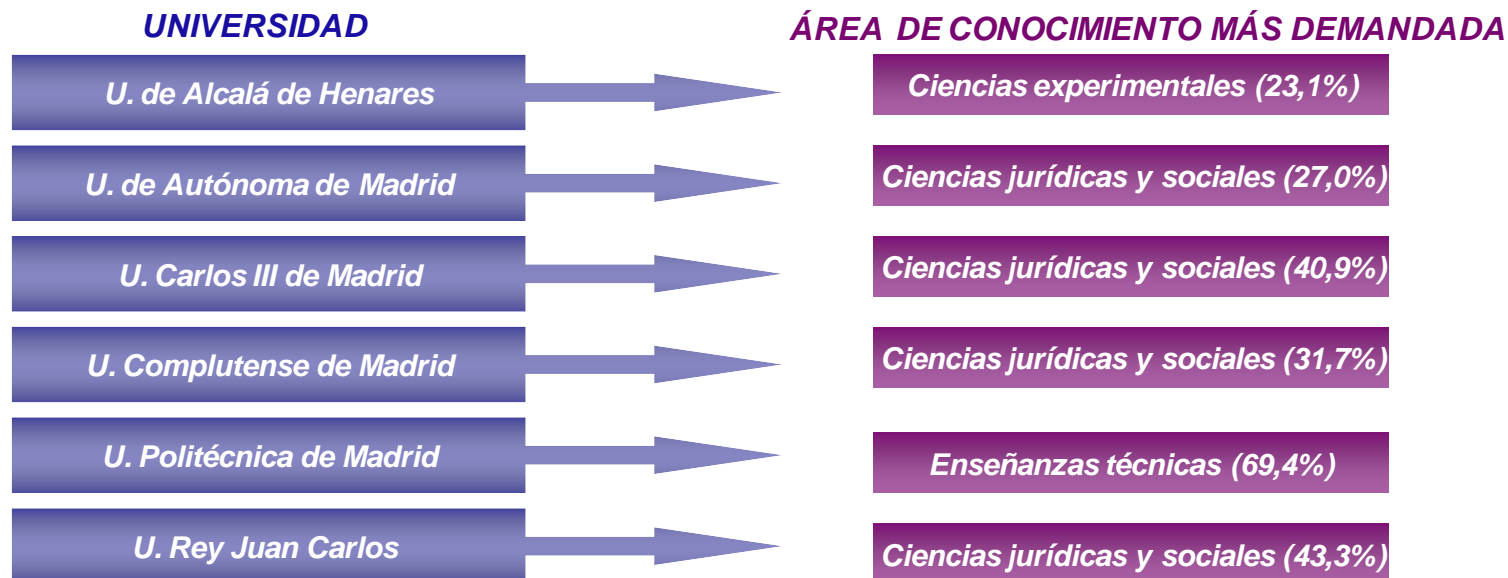 UNIVERSIDAD
ÁREA DE CONOCIMIENTO MÁS DEMANDADA
U. de Alcalá de Henares
Ciencias experimentales (23,1%)
U. de Autónoma de Madrid
Ciencias jurídicas y sociales (27,0%)
U. Carlos III de Madrid
Ciencias jurídicas y sociales (40,9%)
U. Complutense de Madrid
Ciencias jurídicas y sociales (31,7%)
U. Politécnica de Madrid
Enseñanzas técnicas (69,4%)
U. Rey Juan Carlos
Ciencias jurídicas y sociales (43,3%)